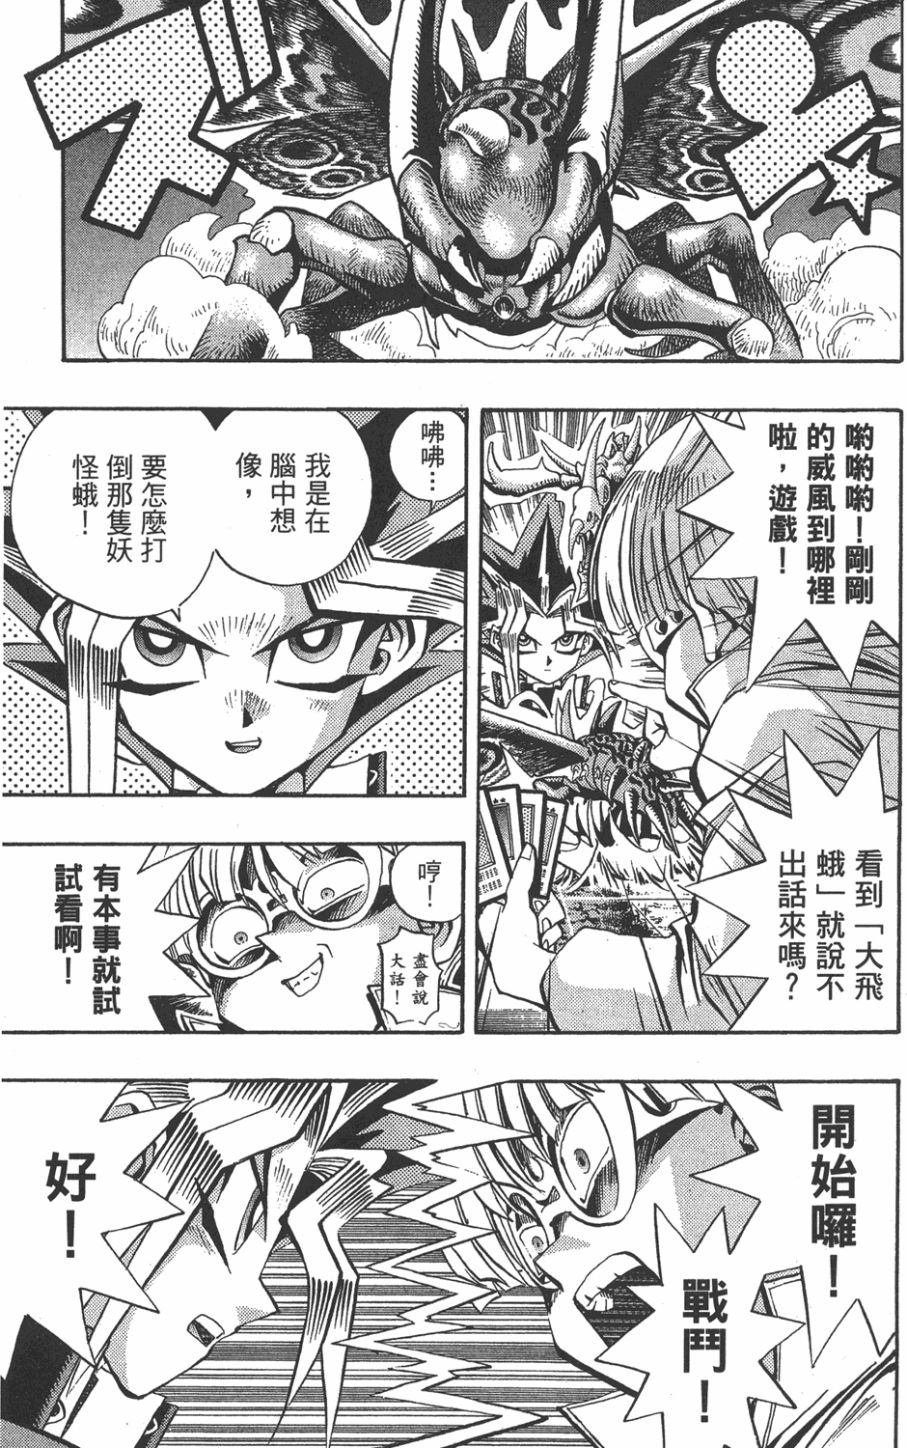 ズズ
ズ
喲喲喲！剛剛
的威風到哪裡
啦，遊戲！
看到「大飛
蛾」就說不
出話來嗎？
咈咈…
我是在
腦中想
像，
要怎麼打
倒那隻妖
怪蛾！
哼！
盡會說
大話！
有本事就試
試看啊！
開始囉！
戰鬥！
好！